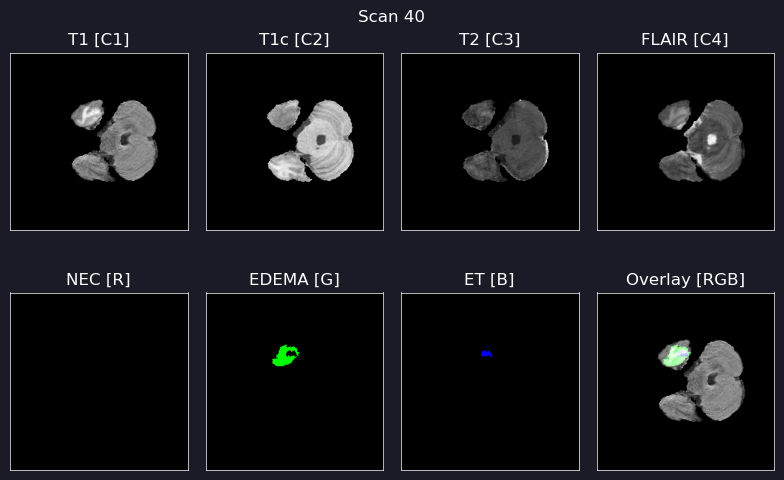 Scan 40
T1 [C1]
T1c [C2]
T2 [C3]
FLAIR [C4]
NEC [R]
EDEMA [G]
ET [B]
Overlay [RGB]